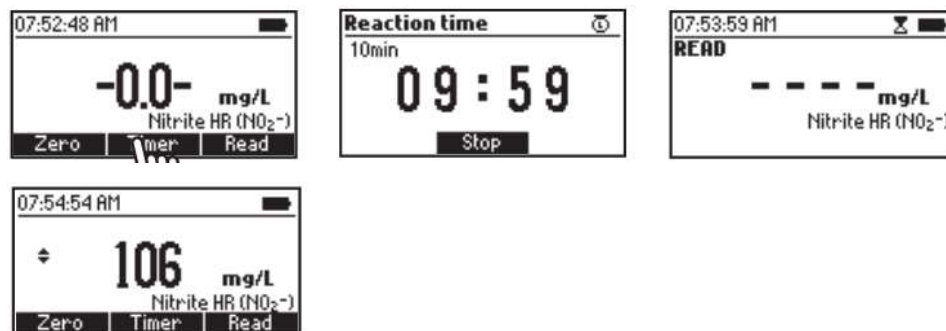 07:52:48 AM
-0.0- mg/L
Nitrite HR (NO₂⁻)
Zero Timer Read
Reaction time
10min
09:59
Stop
07:53:59 AM
READ
---- mg/L
Nitrite HR (NO₂⁻)
07:54:54 AM
106 mg/L
Nitrite HR (NO₂⁻)
Zero Timer Read